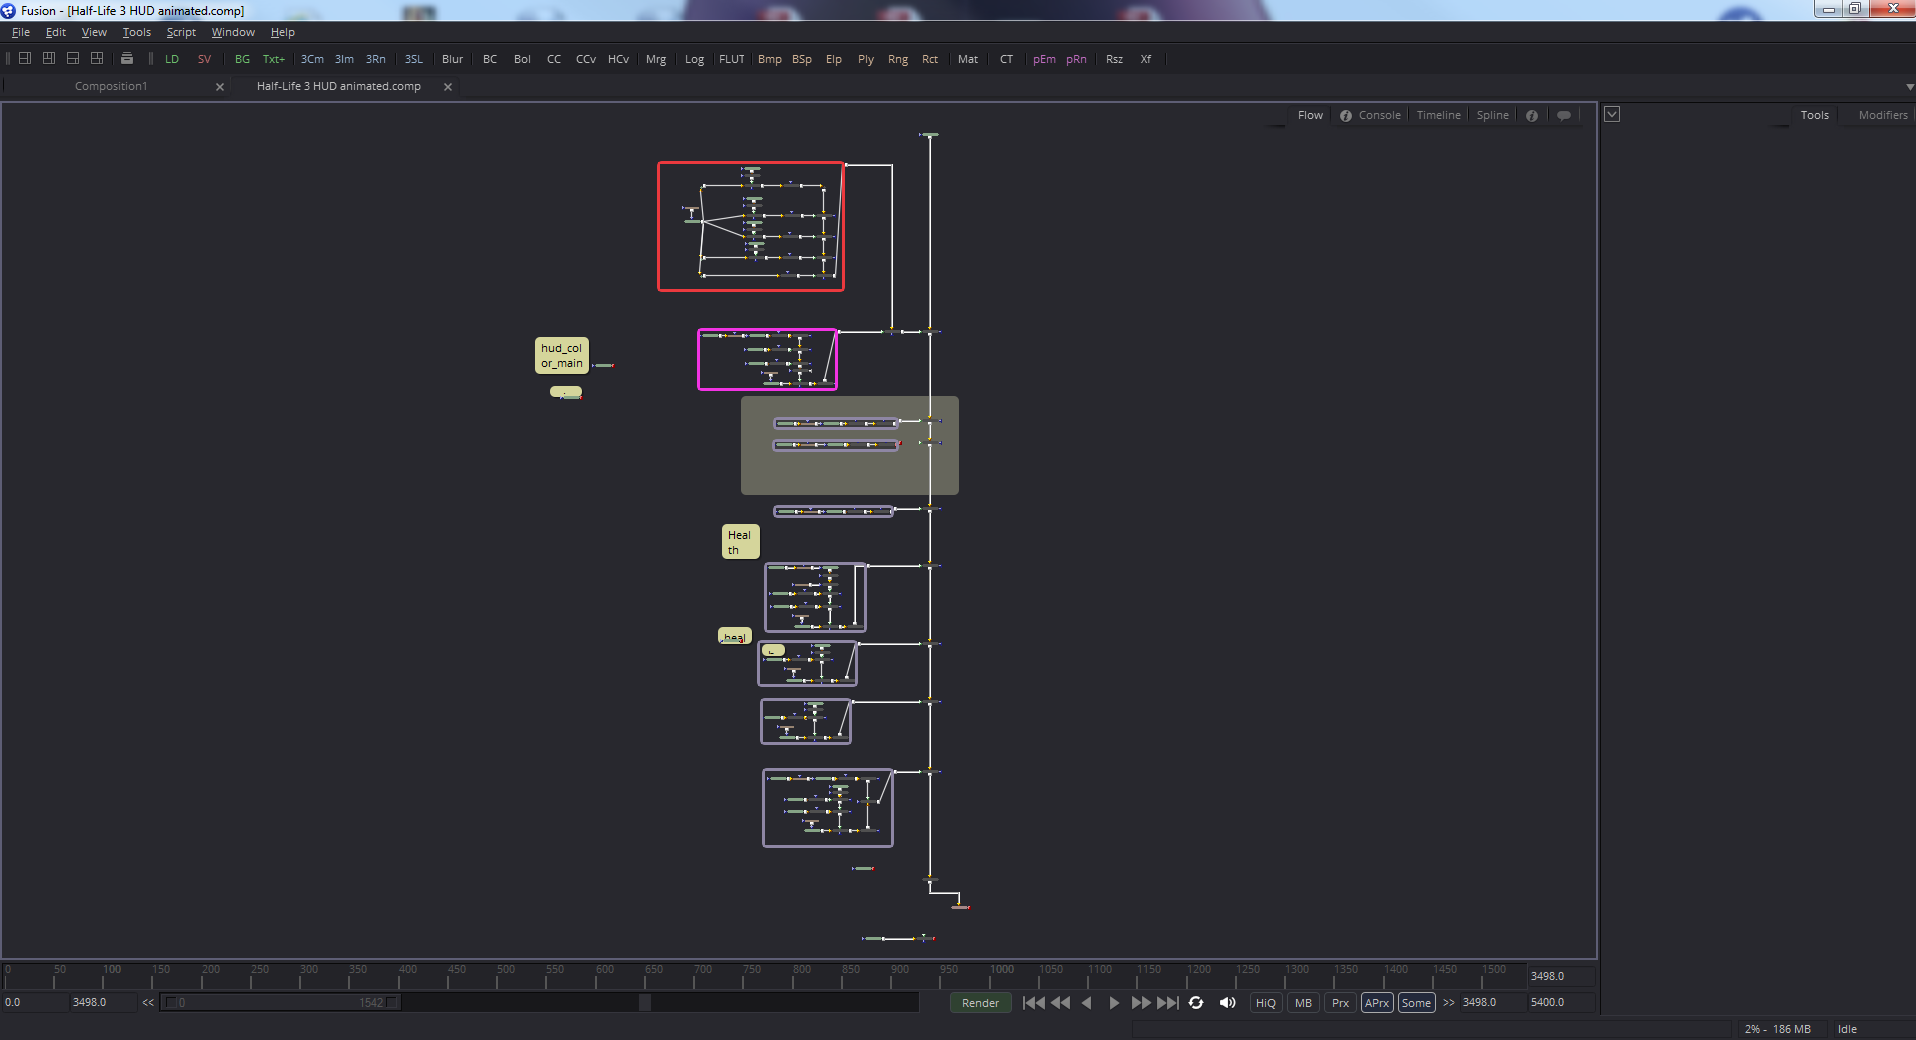 Fusion - [Half-Life 3 HUD animated.comp]
File Edit View Tools Script Window Help
LD SV BG Txt+ 3Cm 3Im 3Rn 3SL Blur BC Bol CC CCv HCv Mrg Log FLUT Bmp BSp Elp Ply Rng Rct Mat CT pEm pRn Rsz Xf
Composition1 Half-Life 3 HUD animated.comp
Flow Console Timeline Spline Tools Modifiers
hud_col
or_main
Heal
th
heal
0 50 100 150 200 250 300 350 400 450 500 550 600 650 700 750 800 850 900 950 1000 1050 1100 1150 1200 1250 1300 1350 1400 1450 1500 3498.0
0.0 3498.0 << 0 1542 Render HiQ MB Prx APrx Some >> 3498.0 5400.0
2% - 186 MB Idle